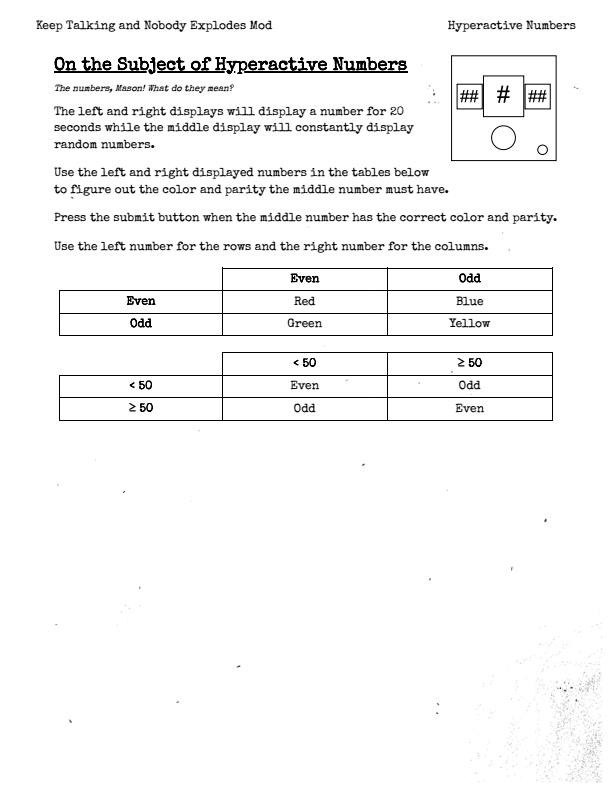 Keep Talking and Nobody Explodes Mod Hyperactive Numbers
On the Subject of Hyperactive Numbers
The numbers, Mason! What do they mean?
## # ##
The left and right displays will display a number for 20
seconds while the middle display will constantly display
random numbers.
Use the left and right displayed numbers in the tables below
to figure out the color and parity the middle number must have.
Press the submit button when the middle number has the correct color and parity.
Use the left number for the rows and the right number for the columns.
Even Odd
Even Red Blue
Odd Green Yellow
< 50 ≥ 50
< 50 Even Odd
≥ 50 Odd Even